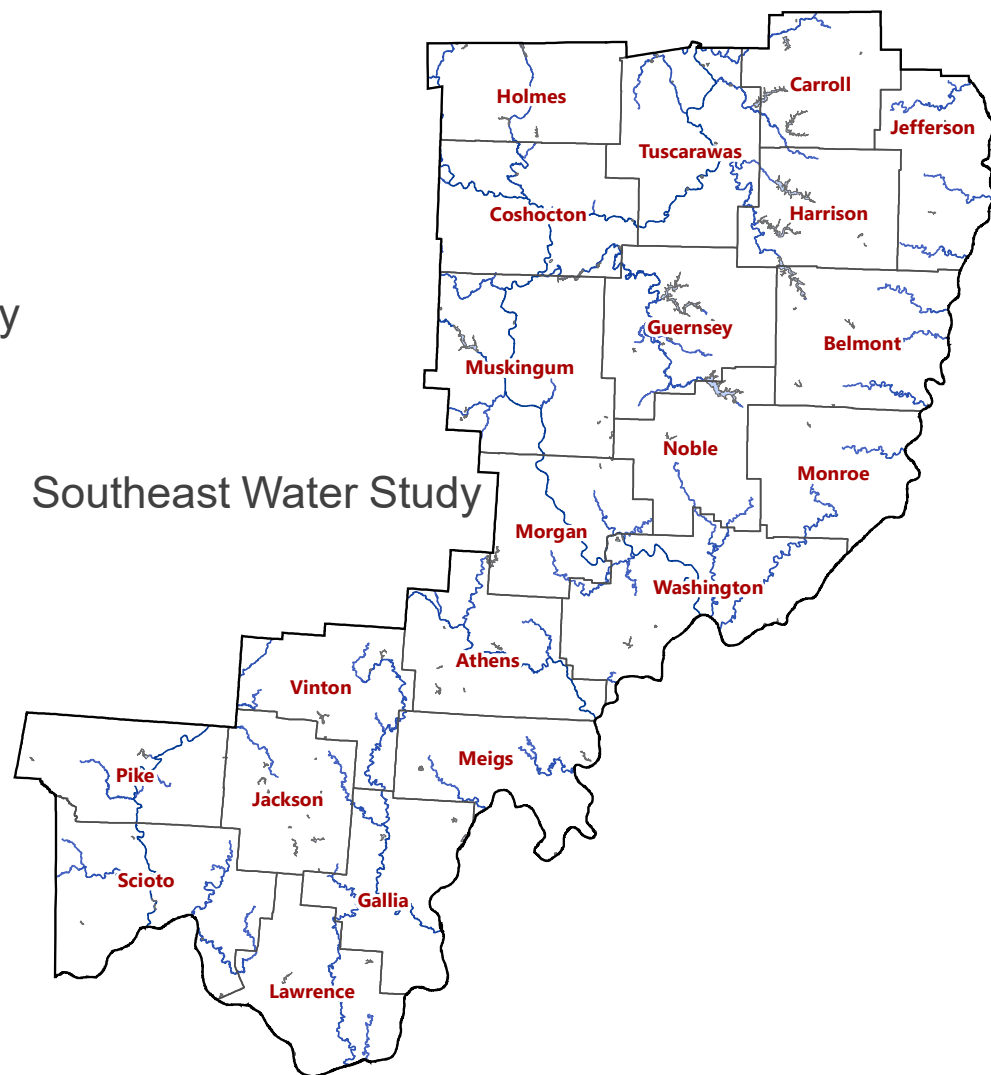 Carroll
Holmes
Jefferson
Tuscarawas
Harrison
Coshocton
y
Guernsey
Belmont
Muskingum
Noble
Monroe
Southeast Water Study
Morgan
Washington
Athens
Vinton
Meigs
Pike
Jackson
Scioto
Gallia
Lawrence